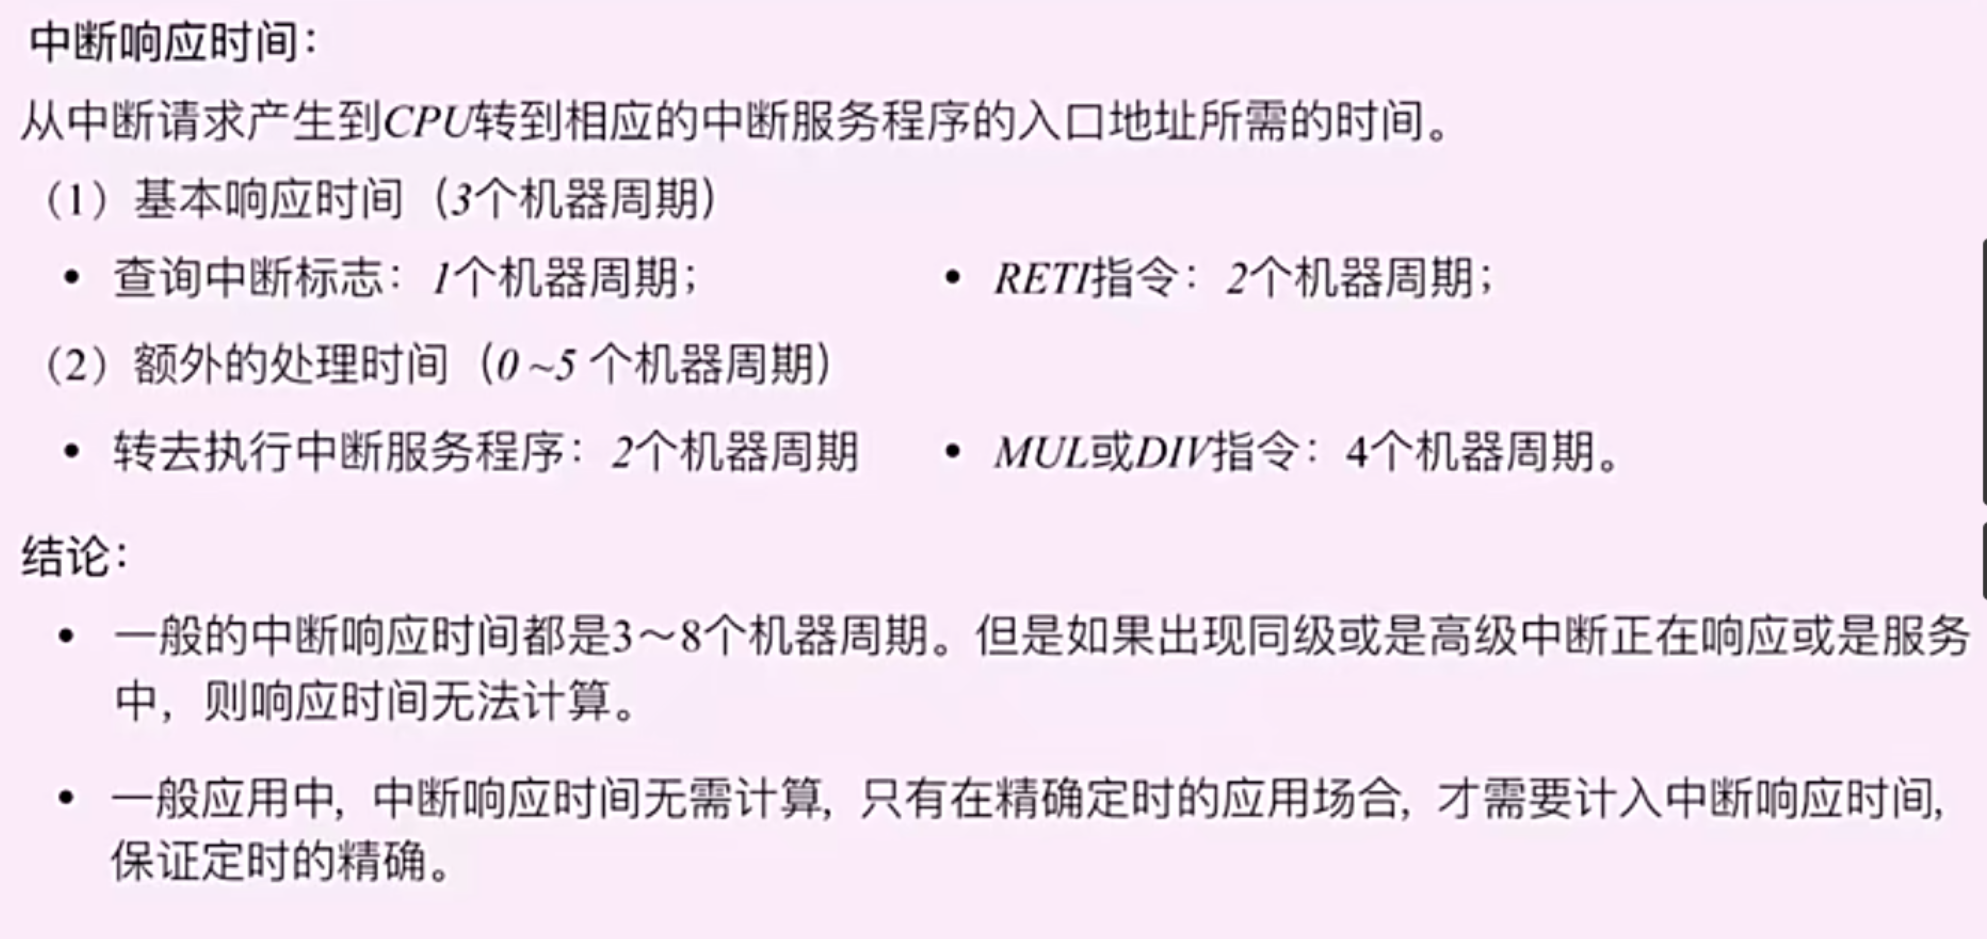 中断响应时间：
从中断请求产生到CPU转到相应的中断服务程序的入口地址所需的时间。
（1）基本响应时间（3个机器周期）
• 查询中断标志：1个机器周期； • RETI指令：2个机器周期；
（2）额外的处理时间（0~5 个机器周期）
• 转去执行中断服务程序：2个机器周期 • MUL或DIV指令：4个机器周期。
结论：
• 一般的中断响应时间都是3～8个机器周期。但是如果出现同级或是高级中断正在响应或是服务
中，则响应时间无法计算。
• 一般应用中, 中断响应时间无需计算, 只有在精确定时的应用场合, 才需要计入中断响应时间,
保证定时的精确。